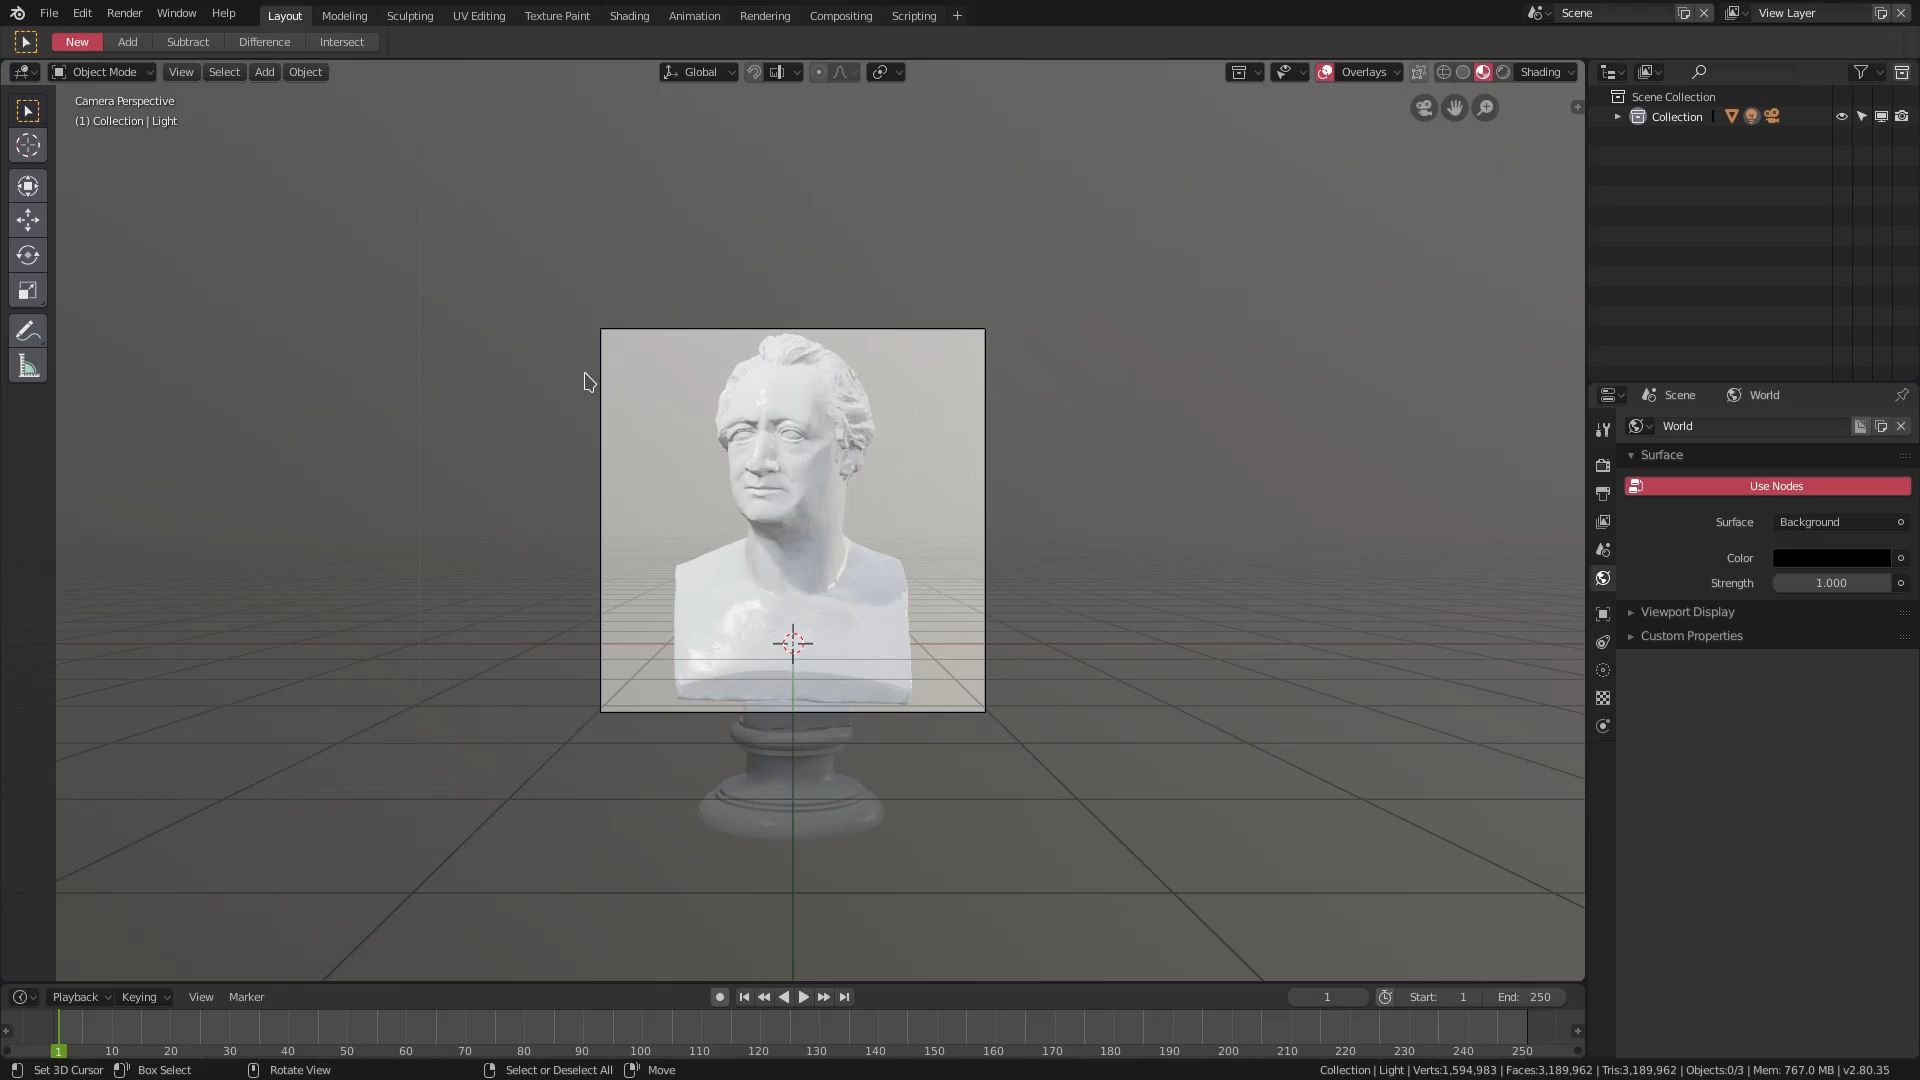 File Edit Render Window Help Layout Modeling Sculpting UV Editing Texture Paint Shading Animation Rendering Compositing Scripting + Scene View Layer
New Add Subtract Difference Intersect
Object Mode View Select Add Object Global Overlays Shading
Camera Perspective
(1) Collection | Light
Scene Collection
Collection
Scene World
World
Surface
Use Nodes
Surface Background
Color
Strength 1.000
Viewport Display
Custom Properties
Playback Keying View Marker 1 Start: 1 End: 250
1 10 20 30 40 50 60 70 80 90 100 110 120 130 140 150 160 170 180 190 200 210 220 230 240 250
Set 3D Cursor Box Select Rotate View Select or Deselect All Move Collection | Light | Verts:1,594,983 | Faces:3,189,962 | Tris:3,189,962 | Objects:0/3 | Mem: 767.0 MB | v2.80.35